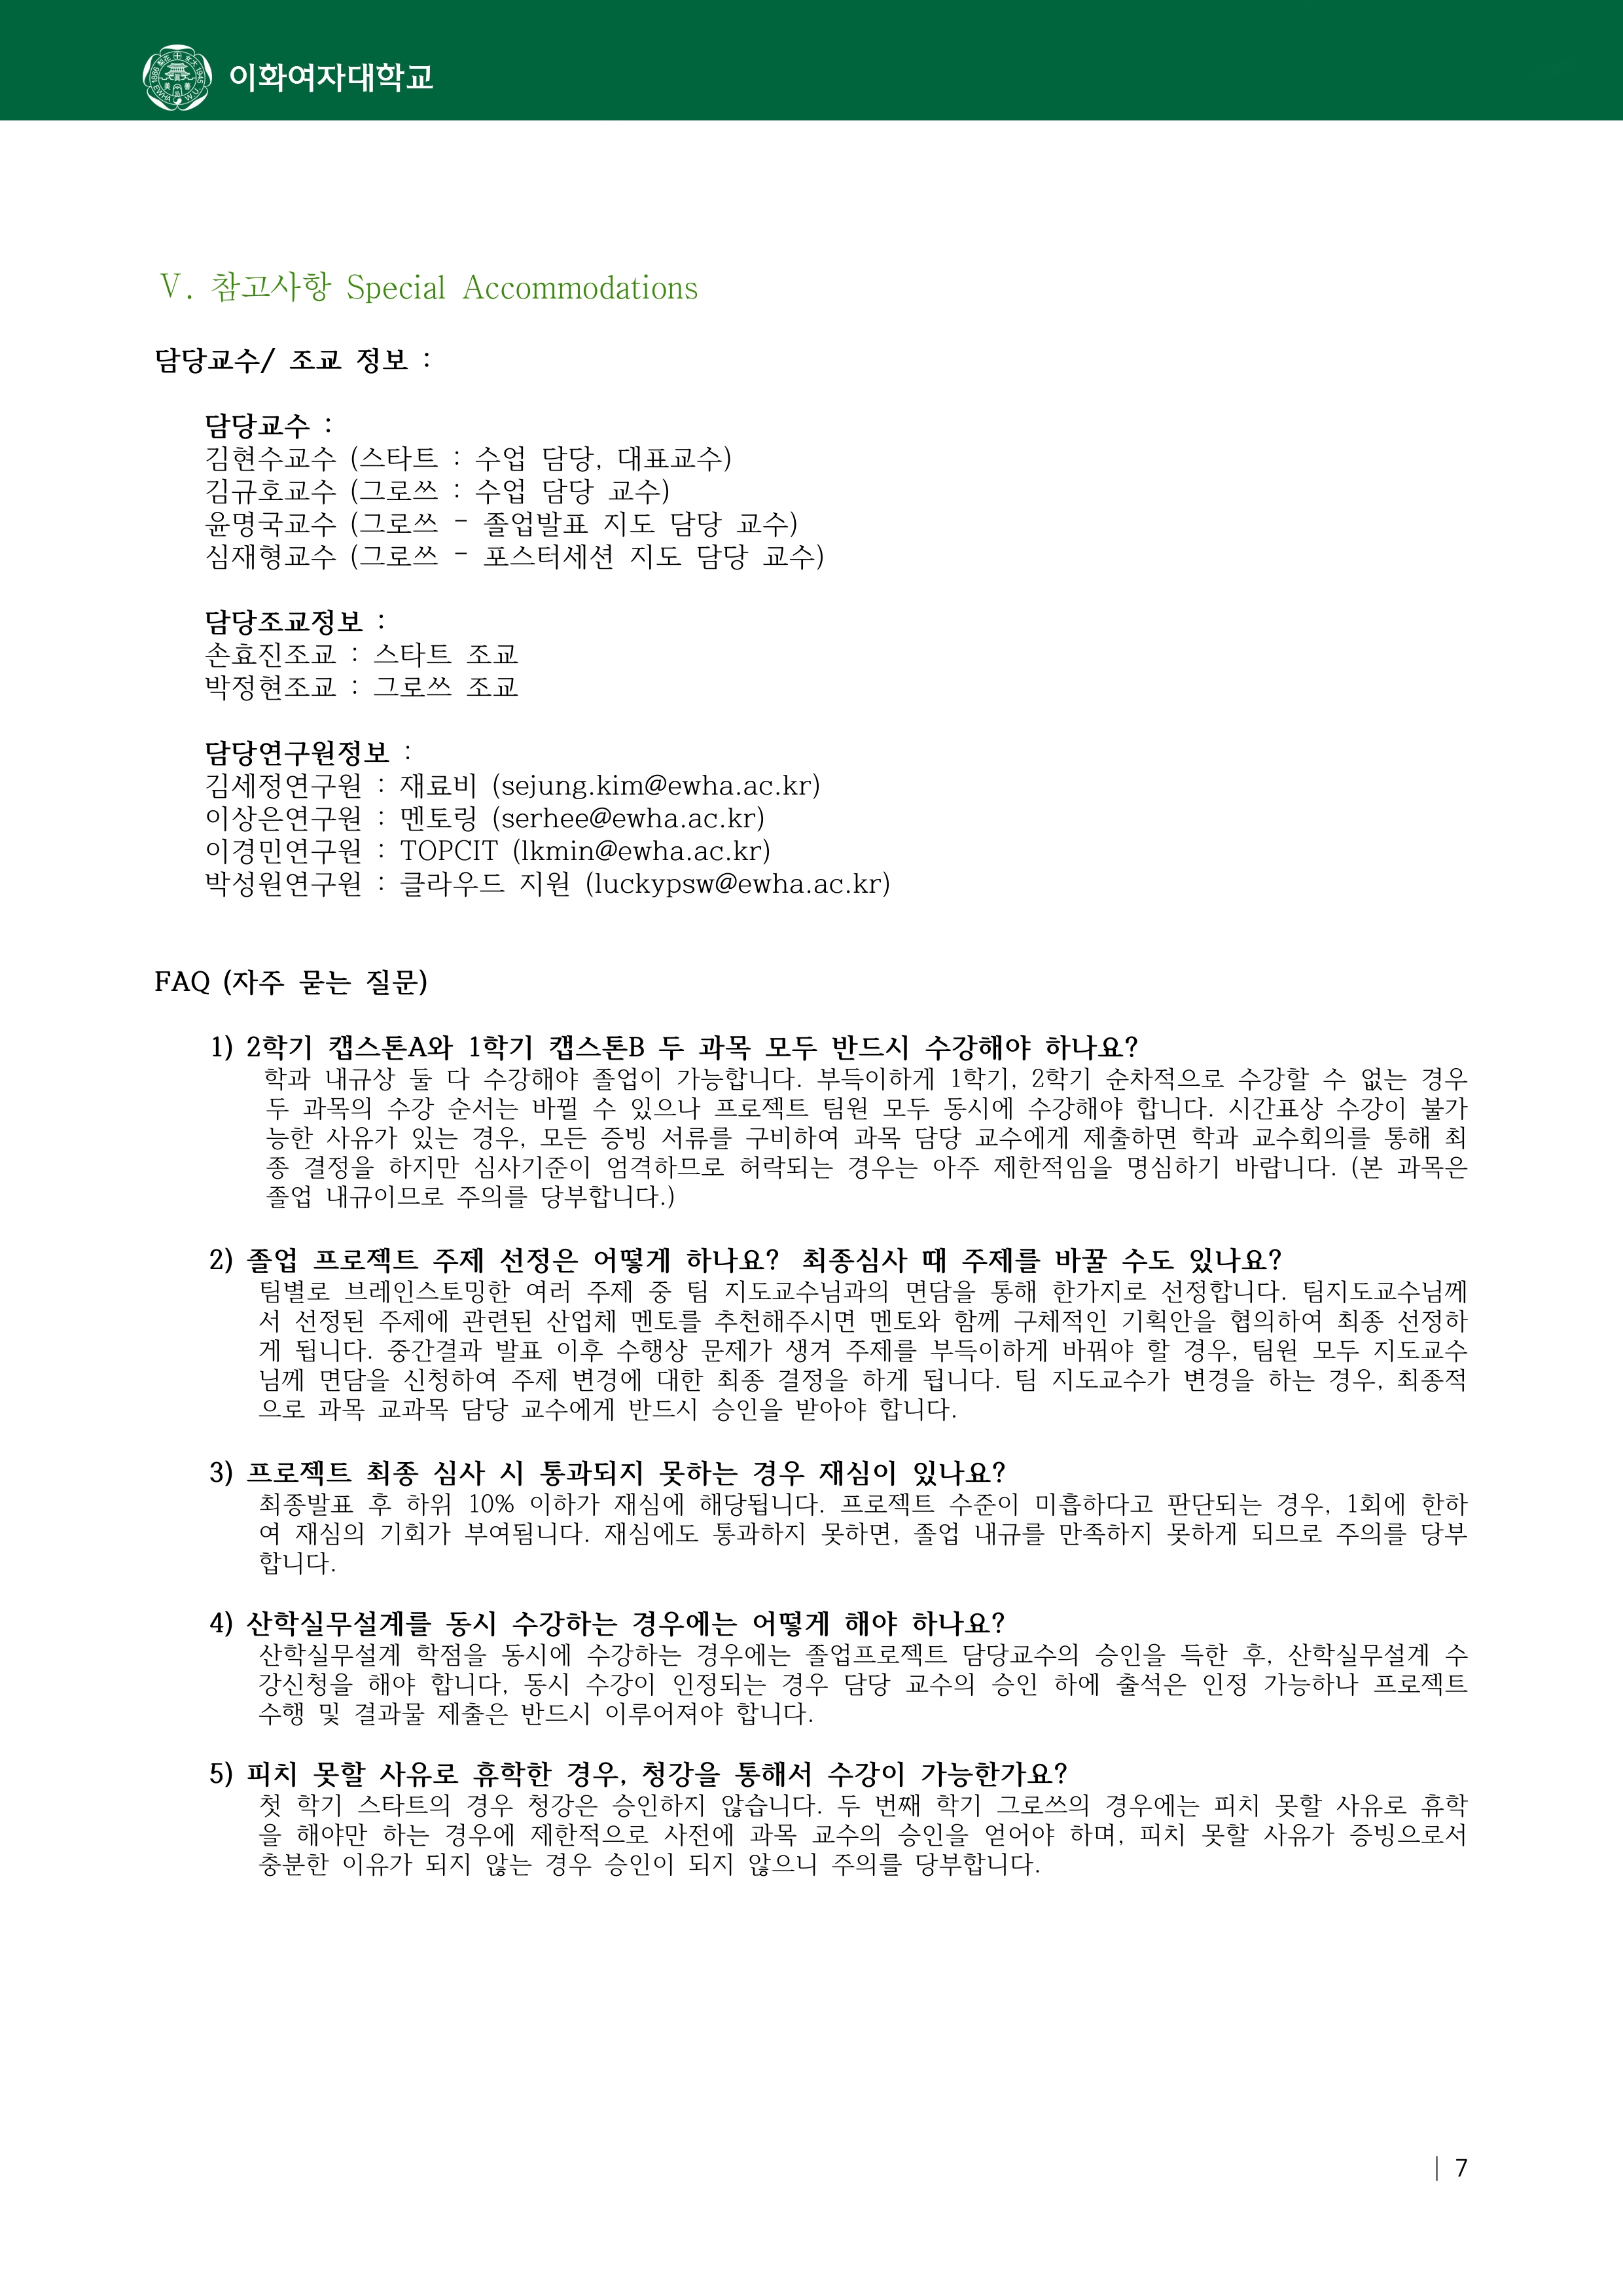 이화여자대학교
Ⅴ. 참고사항 Special Accommodations
담당교수/ 조교 정보 :
담당교수 :
김현수교수 (스타트 : 수업 담당, 대표교수)
김규호교수 (그로쓰 : 수업 담당 교수)
윤명국교수 (그로쓰 - 졸업발표 지도 담당 교수)
심재형교수 (그로쓰 - 포스터세션 지도 담당 교수)
담당조교정보 :
손효진조교 : 스타트 조교
박정현조교 : 그로쓰 조교
담당연구원정보 :
김세정연구원 : 재료비 (sejung.kim@ewha.ac.kr)
이상은연구원 : 멘토링 (serhee@ewha.ac.kr)
이경민연구원 : TOPCIT (lkmin@ewha.ac.kr)
박성원연구원 : 클라우드 지원 (luckypsw@ewha.ac.kr)
FAQ (자주 묻는 질문)
1) 2학기 캡스톤A와 1학기 캡스톤B 두 과목 모두 반드시 수강해야 하나요?
학과 내규상 둘 다 수강해야 졸업이 가능합니다. 부득이하게 1학기, 2학기 순차적으로 수강할 수 없는 경우
두 과목의 수강 순서는 바뀔 수 있으나 프로젝트 팀원 모두 동시에 수강해야 합니다. 시간표상 수강이 불가
능한 사유가 있는 경우, 모든 증빙 서류를 구비하여 과목 담당 교수에게 제출하면 학과 교수회의를 통해 최
종 결정을 하지만 심사기준이 엄격하므로 허락되는 경우는 아주 제한적임을 명심하기 바랍니다. (본 과목은
졸업 내규이므로 주의를 당부합니다.)
2) 졸업 프로젝트 주제 선정은 어떻게 하나요? 최종심사 때 주제를 바꿀 수도 있나요?
팀별로 브레인스토밍한 여러 주제 중 팀 지도교수님과의 면담을 통해 한가지로 선정합니다. 팀지도교수님께
서 선정된 주제에 관련된 산업체 멘토를 추천해주시면 멘토와 함께 구체적인 기획안을 협의하여 최종 선정하
게 됩니다. 중간결과 발표 이후 수행상 문제가 생겨 주제를 부득이하게 바꿔야 할 경우, 팀원 모두 지도교수
님께 면담을 신청하여 주제 변경에 대한 최종 결정을 하게 됩니다. 팀 지도교수가 변경을 하는 경우, 최종적
으로 과목 교과목 담당 교수에게 반드시 승인을 받아야 합니다.
3) 프로젝트 최종 심사 시 통과되지 못하는 경우 재심이 있나요?
최종발표 후 하위 10% 이하가 재심에 해당됩니다. 프로젝트 수준이 미흡하다고 판단되는 경우, 1회에 한하
여 재심의 기회가 부여됩니다. 재심에도 통과하지 못하면, 졸업 내규를 만족하지 못하게 되므로 주의를 당부
합니다.
4) 산학실무설계를 동시 수강하는 경우에는 어떻게 해야 하나요?
산학실무설계 학점을 동시에 수강하는 경우에는 졸업프로젝트 담당교수의 승인을 득한 후, 산학실무설계 수
강신청을 해야 합니다, 동시 수강이 인정되는 경우 담당 교수의 승인 하에 출석은 인정 가능하나 프로젝트
수행 및 결과물 제출은 반드시 이루어져야 합니다.
5) 피치 못할 사유로 휴학한 경우, 청강을 통해서 수강이 가능한가요?
첫 학기 스타트의 경우 청강은 승인하지 않습니다. 두 번째 학기 그로쓰의 경우에는 피치 못할 사유로 휴학
을 해야만 하는 경우에 제한적으로 사전에 과목 교수의 승인을 얻어야 하며, 피치 못할 사유가 증빙으로서
충분한 이유가 되지 않는 경우 승인이 되지 않으니 주의를 당부합니다.
| 7